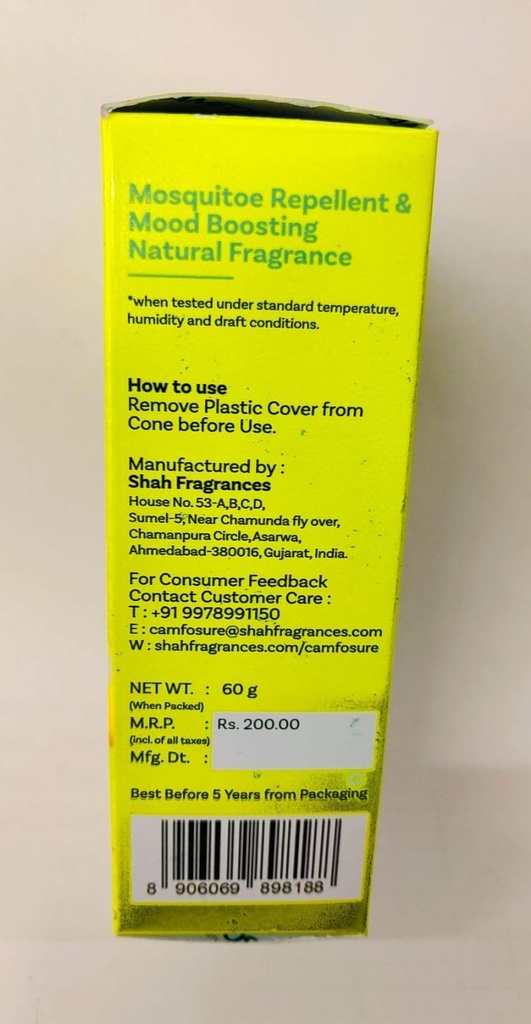 Mosquitoe Repellent &
Mood Boosting
Natural Fragrance
*when tested under standard temperature,
humidity and draft conditions.
How to use
Remove Plastic Cover from
Cone before Use.
Manufactured by :
Shah Fragrances
House No. 53-A,B,C,D,
Sumel-5, Near Chamunda fly over,
Chamanpura Circle, Asarwa,
Ahmedabad-380016, Gujarat, India.
For Consumer Feedback
Contact Customer Care :
T : +91 9978991150
E : camfosure@shahfragrances.com
W : shahfragrances.com/camfosure
NET WT. : 60 g
(When Packed)
M.R.P. : Rs. 200.00
(incl. of all taxes)
Mfg. Dt. :
Best Before 5 Years from Packaging
8 906069 898188